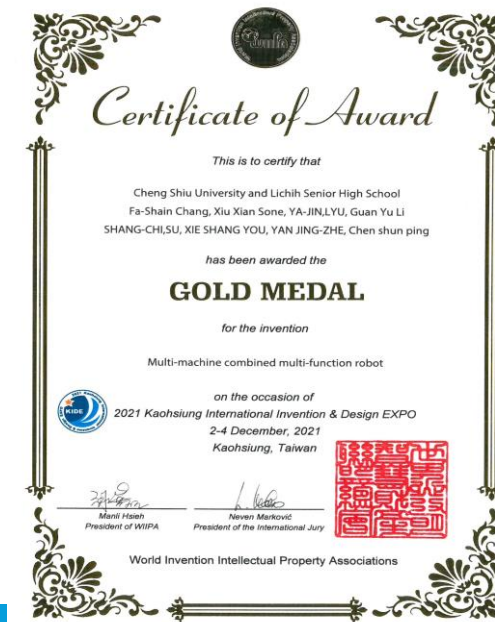 Certificate of Award
This is to certify that
Cheng Shiu University and Lichih Senior High School
Fa-Shain Chang, Xiu Xian Sone, YA-JIN,LYU, Guan Yu Li
SHANG-CHI,SU, XIE SHANG YOU, YAN JING-ZHE, Chen shun ping
has been awarded the
GOLD MEDAL
for the invention
Multi-machine combined multi-function robot
on the occasion of
KIDE
2021 Kaohsiung International Invention & Design EXPO
2-4 December, 2021
Kaohsiung, Taiwan
Manli Hsieh
President of WIIPA
Neven Marković
President of the International Jury
World Invention Intellectual Property Associations